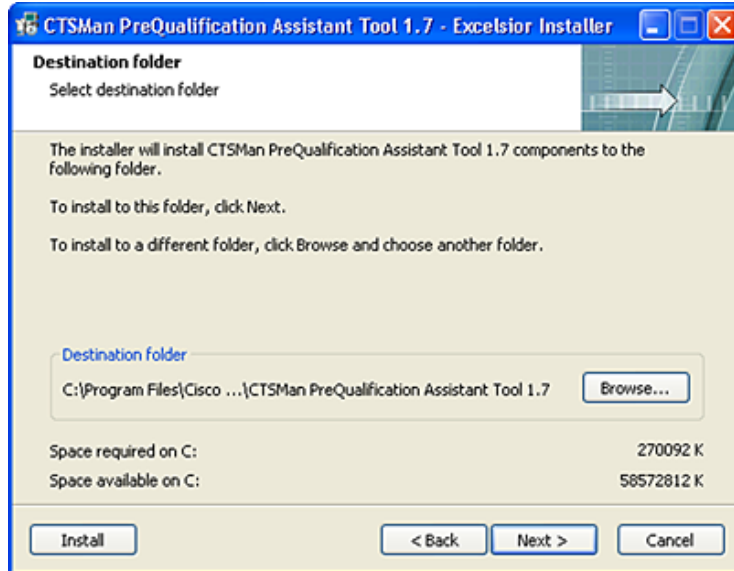 CTSMan PreQualification Assistant Tool 1.7 - Excelsior Installer
Destination folder
Select destination folder
The installer will install CTSMan PreQualification Assistant Tool 1.7 components to the
following folder.
To install to this folder, click Next.
To install to a different folder, click Browse and choose another folder.
Destination folder
C:\Program Files\Cisco ...\CTSMan PreQualification Assistant Tool 1.7
Browse...
Space required on C: 270092 K
Space available on C: 58572812 K
Install
< Back
Next >
Cancel